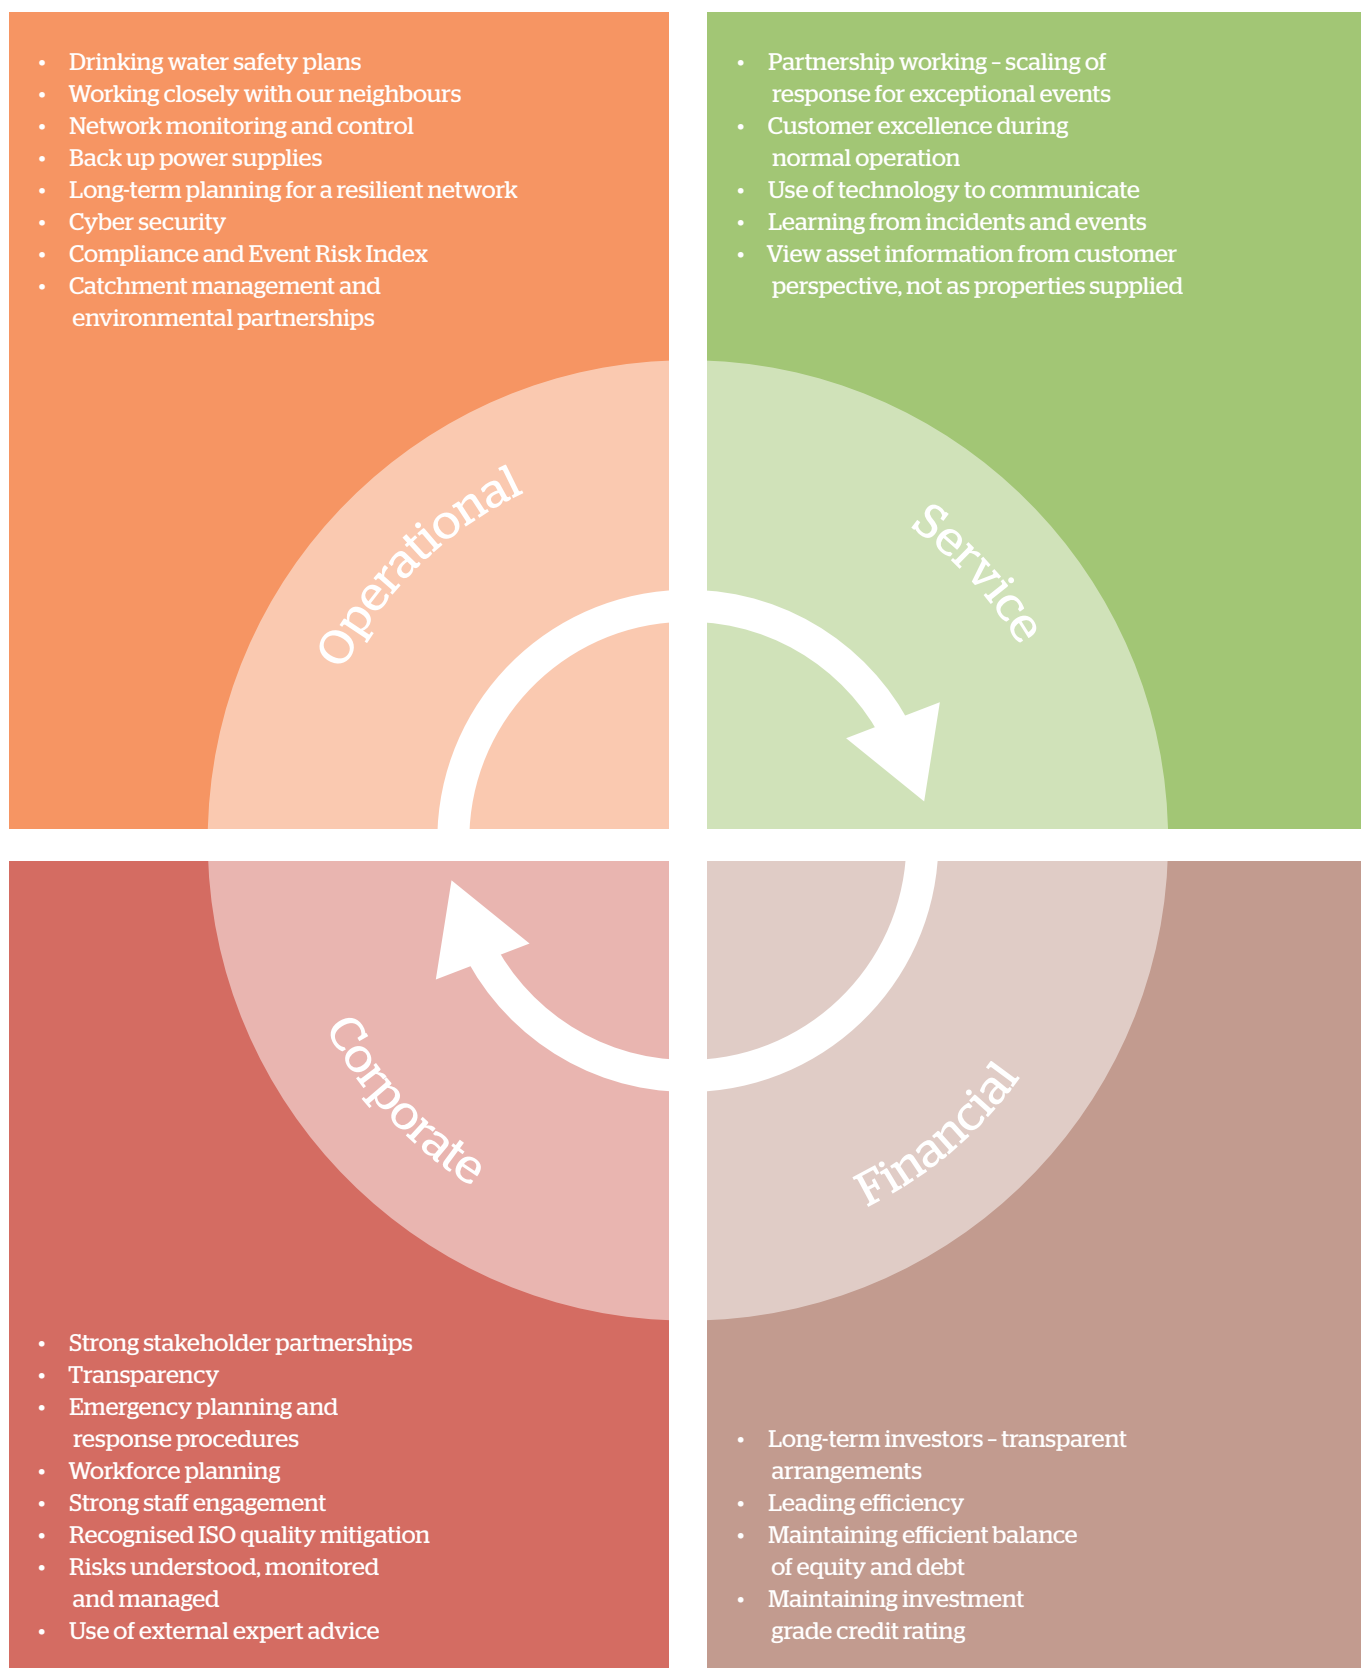 • Drinking water safety plans
• Working closely with our neighbours
• Network monitoring and control
• Back up power supplies
• Long-term planning for a resilient network
• Cyber security
• Compliance and Event Risk Index
• Catchment management and
environmental partnerships
Operational
• Partnership working – scaling of
response for exceptional events
• Customer excellence during
normal operation
• Use of technology to communicate
• Learning from incidents and events
• View asset information from customer
perspective, not as properties supplied
Service
Corporate
• Strong stakeholder partnerships
• Transparency
• Emergency planning and
response procedures
• Workforce planning
• Strong staff engagement
• Recognised ISO quality mitigation
• Risks understood, monitored
and managed
• Use of external expert advice
Financial
• Long-term investors – transparent
arrangements
• Leading efficiency
• Maintaining efficient balance
of equity and debt
• Maintaining investment
grade credit rating